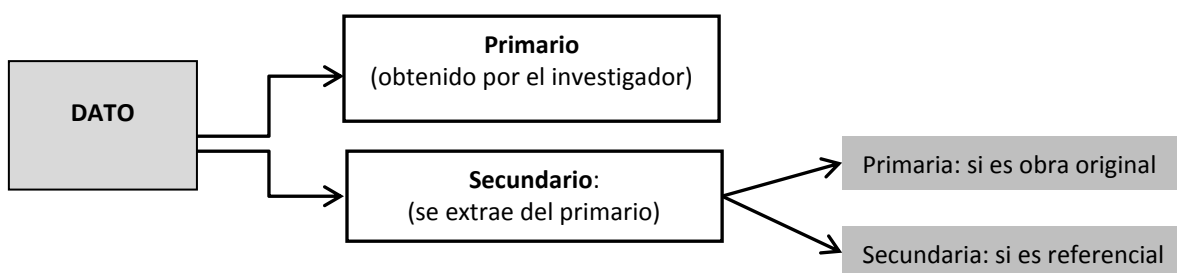 DATO
Primario
(obtenido por el investigador)
Secundario:
(se extrae del primario)
Primaria: si es obra original
Secundaria: si es referencial